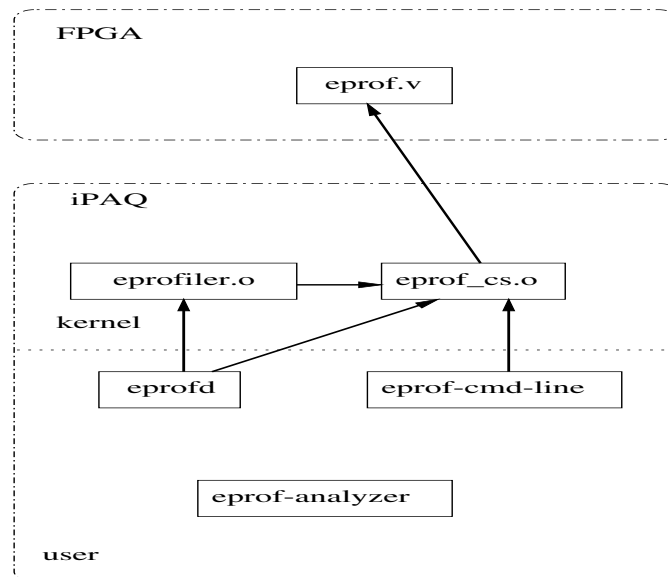 FPGA
eprof.v
iPAQ
eprofiler.o
eprof_cs.o
kernel
eprofd
eprof-cmd-line
eprof-analyzer
user